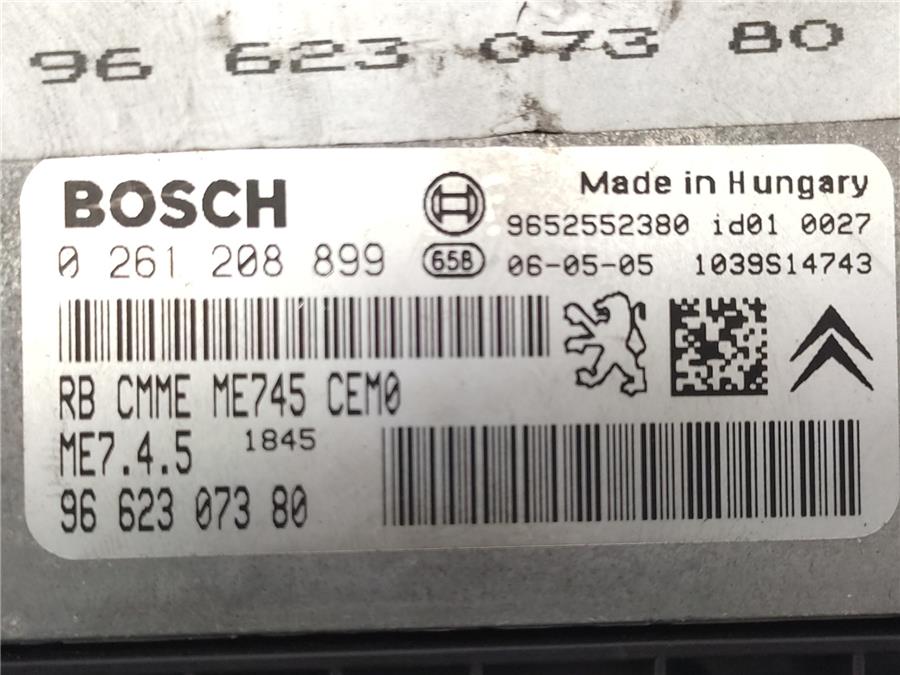 96 623 073 80
BOSCH
Made in Hungary
9652552380 id01 0027
0 261 208 899
65B
06-05-05 1039S14743
RB CMME ME745 CEM0
ME7.4.5 1845
96 623 073 80